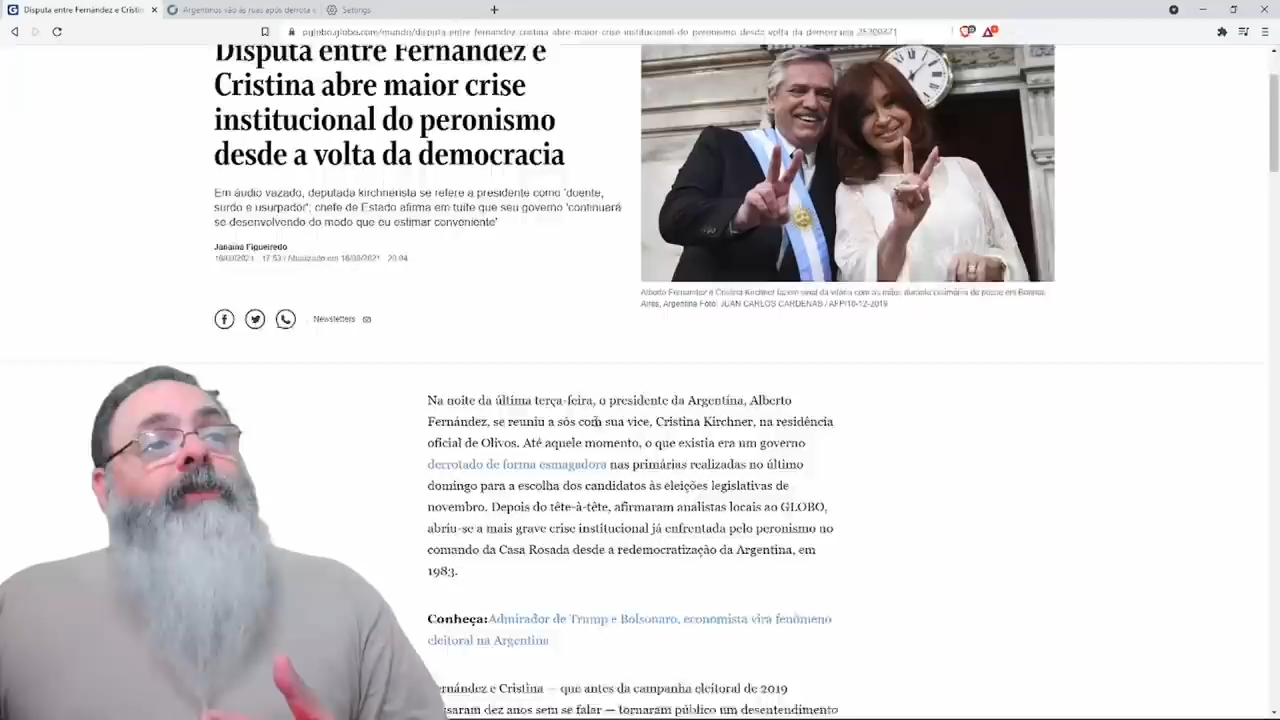 Disputa entre Fernández e Cristin
Argentinos vão às ruas após derrota e
Settings
oglobo.globo.com/mundo/disputa-entre-fernandez-cristina-abre-maior-crise-institucional-do-peronismo-desde-volta-da-democracia-25200871
Disputa entre Fernández e
Cristina abre maior crise
institucional do peronismo
desde a volta da democracia
Em áudio vazado, deputada kirchnerista se refere a presidente como 'doente,
surdo e usurpador'; chefe de Estado afirma em tuíte que seu governo 'continuará
se desenvolvendo do modo que eu estimar conveniente'
Janaína Figueiredo
16/09/2021 - 17:53 / Atualizado em 16/09/2021 - 20:04
Alberto Fernández e Cristina Kirchner fazem sinal da vitória com as mãos durante cerimônia de posse em Buenos
Aires, Argentina Foto: JUAN CARLOS CARDENAS / AFP/10-12-2019
Newsletters
Na noite da última terça-feira, o presidente da Argentina, Alberto
Fernández, se reuniu a sós com sua vice, Cristina Kirchner, na residência
oficial de Olivos. Até aquele momento, o que existia era um governo
derrotado de forma esmagadora nas primárias realizadas no último
domingo para a escolha dos candidatos às eleições legislativas de
novembro. Depois do tête-à-tête, afirmaram analistas locais ao GLOBO,
abriu-se a mais grave crise institucional já enfrentada pelo peronismo no
comando da Casa Rosada desde a redemocratização da Argentina, em
1983.
Conheça:Admirador de Trump e Bolsonaro, economista vira fenômeno
eleitoral na Argentina
ernández e Cristina — que antes da campanha eleitoral de 2019
ssaram dez anos sem se falar — tornaram público um desentendimento